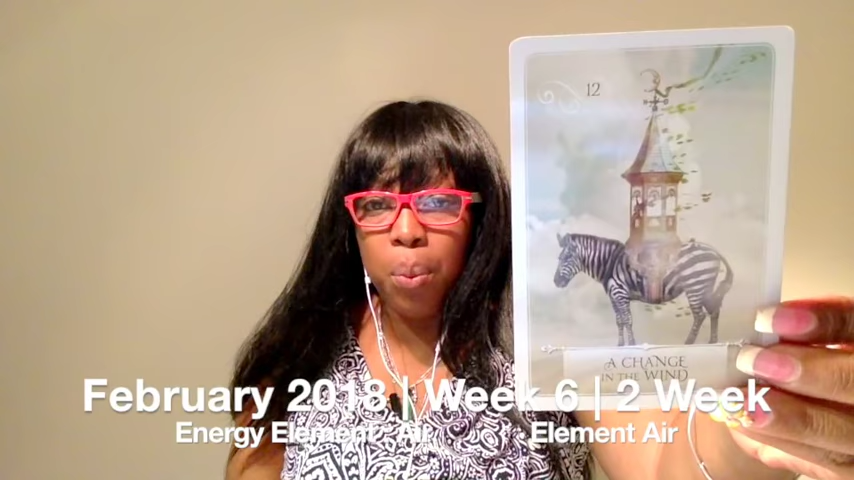 12
A CHANGE
IN THE WIND
February 2018 | Week 6 | 2 Week
Energy Element Air Element Air